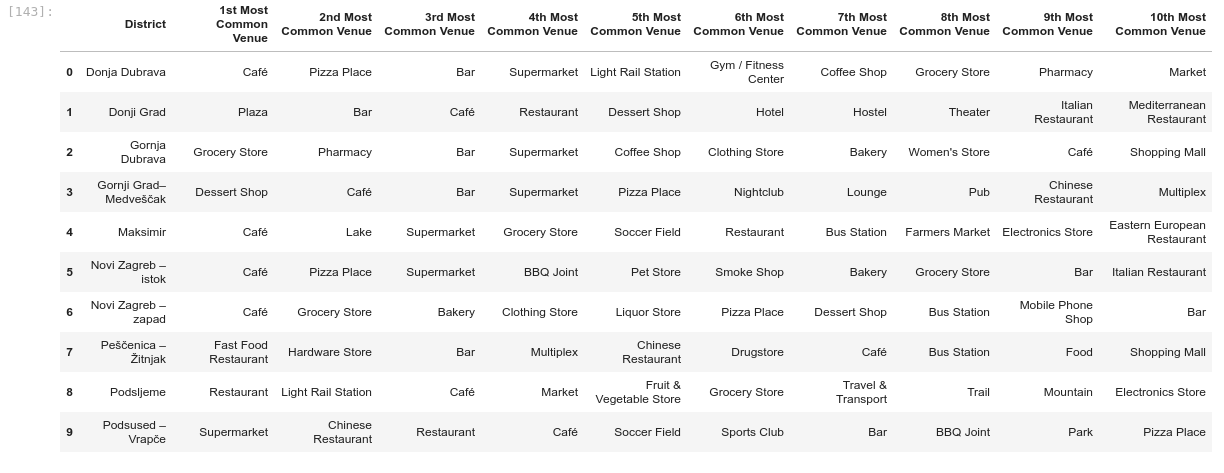 [143]:
District 1st Most Common Venue 2nd Most Common Venue 3rd Most Common Venue 4th Most Common Venue 5th Most Common Venue 6th Most Common Venue 7th Most Common Venue 8th Most Common Venue 9th Most Common Venue 10th Most Common Venue
0 Donja Dubrava Café Pizza Place Bar Supermarket Light Rail Station Gym / Fitness Center Coffee Shop Grocery Store Pharmacy Market
1 Donji Grad Plaza Bar Café Restaurant Dessert Shop Hotel Hostel Theater Italian Restaurant Mediterranean Restaurant
2 Gornja Dubrava Grocery Store Pharmacy Bar Supermarket Coffee Shop Clothing Store Bakery Women's Store Café Shopping Mall
3 Gornji Grad–Medveščak Dessert Shop Café Bar Supermarket Pizza Place Nightclub Lounge Pub Chinese Restaurant Multiplex
4 Maksimir Café Lake Supermarket Grocery Store Soccer Field Restaurant Bus Station Farmers Market Electronics Store Eastern European Restaurant
5 Novi Zagreb – istok Café Pizza Place Supermarket BBQ Joint Pet Store Smoke Shop Bakery Grocery Store Bar Italian Restaurant
6 Novi Zagreb – zapad Café Grocery Store Bakery Clothing Store Liquor Store Pizza Place Dessert Shop Bus Station Mobile Phone Shop Bar
7 Peščenica – Žitnjak Fast Food Restaurant Hardware Store Bar Multiplex Chinese Restaurant Drugstore Café Bus Station Food Shopping Mall
8 Podsljeme Restaurant Light Rail Station Café Market Fruit & Vegetable Store Grocery Store Travel & Transport Trail Mountain Electronics Store
9 Podsused – Vrapče Supermarket Chinese Restaurant Restaurant Café Soccer Field Sports Club Bar BBQ Joint Park Pizza Place